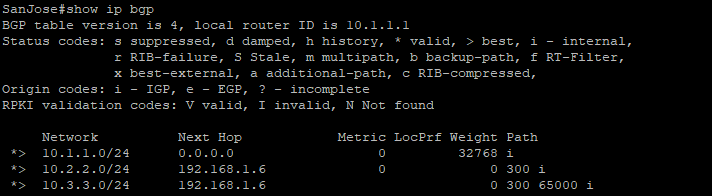 SanJose#show ip bgp
BGP table version is 4, local router ID is 10.1.1.1
Status codes: s suppressed, d damped, h history, * valid, > best, i - internal,
              r RIB-failure, S Stale, m multipath, b backup-path, f RT-Filter,
              x best-external, a additional-path, c RIB-compressed,
Origin codes: i - IGP, e - EGP, ? - incomplete
RPKI validation codes: V valid, I invalid, N Not found

     Network          Next Hop            Metric LocPrf Weight Path
 *>  10.1.1.0/24      0.0.0.0                  0         32768 i
 *>  10.2.2.0/24      192.168.1.6              0             0 300 i
 *>  10.3.3.0/24      192.168.1.6                            0 300 65000 i